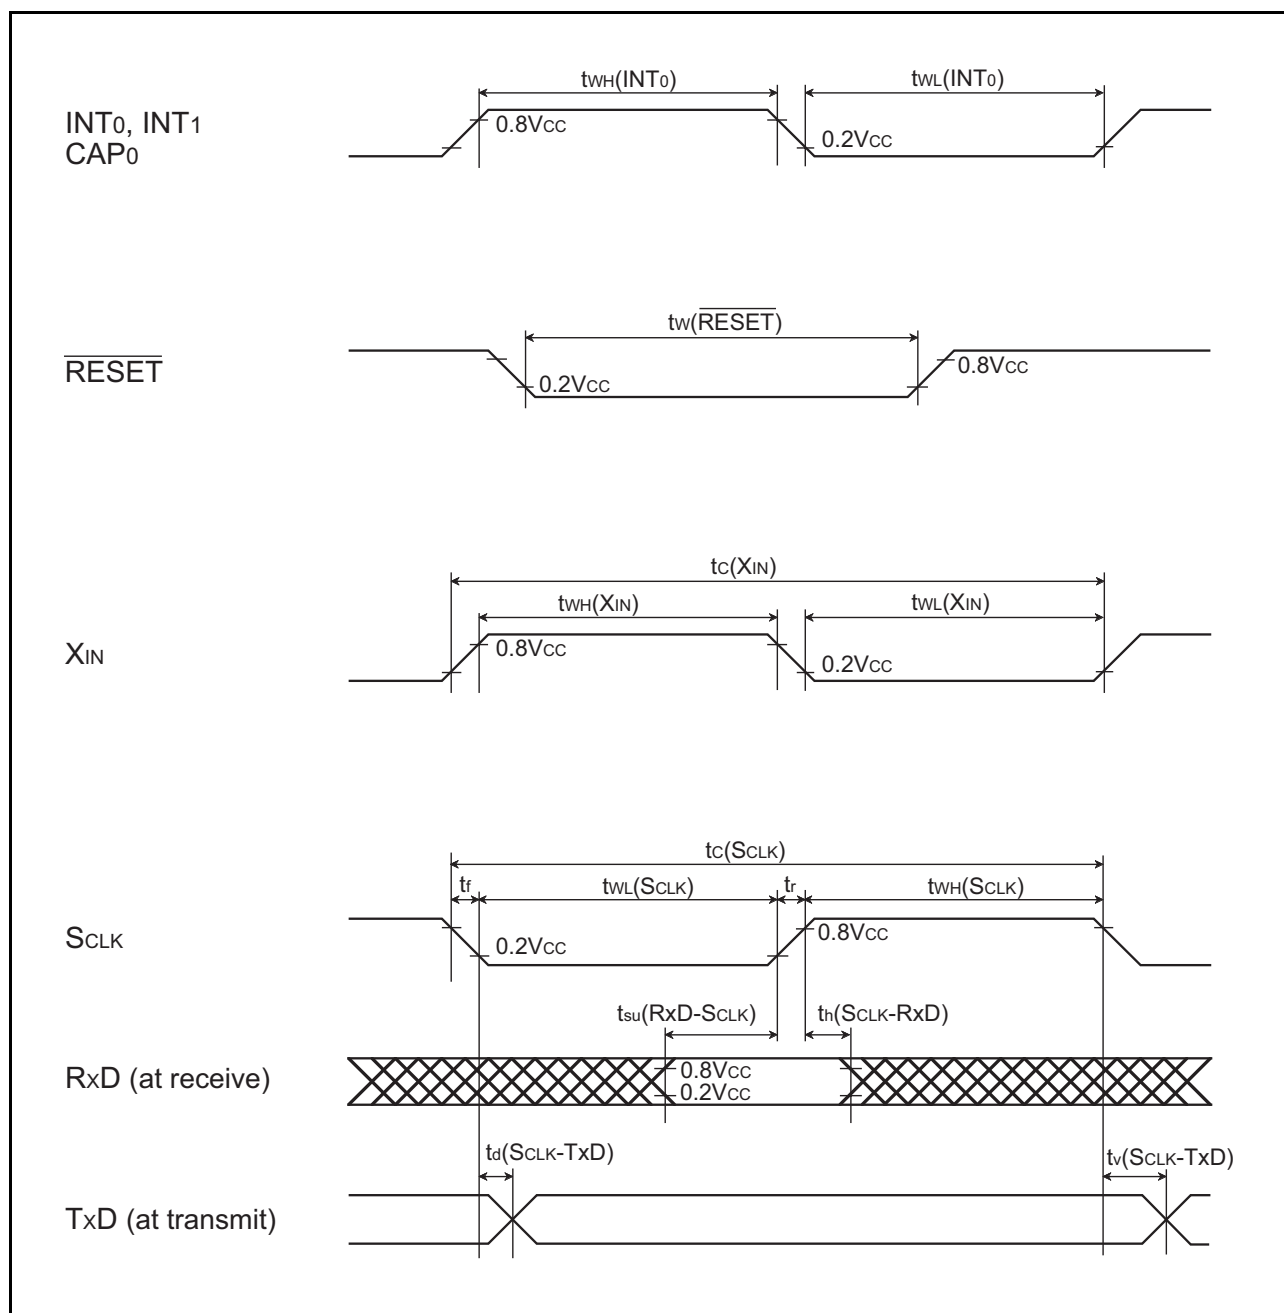 tWH(INT0) tWL(INT0)
INT0, INT1
CAP0
0.8VCC
0.2VCC
tW(RESET)
RESET
0.2VCC
0.8VCC
tC(XIN)
tWH(XIN) tWL(XIN)
XIN
0.8VCC
0.2VCC
tC(SCLK)
tf tWL(SCLK) tr tWH(SCLK)
SCLK
0.2VCC
0.8VCC
tsu(RxD-SCLK) th(SCLK-RxD)
RXD (at receive)
0.8VCC
0.2VCC
td(SCLK-TxD) tv(SCLK-TxD)
TXD (at transmit)